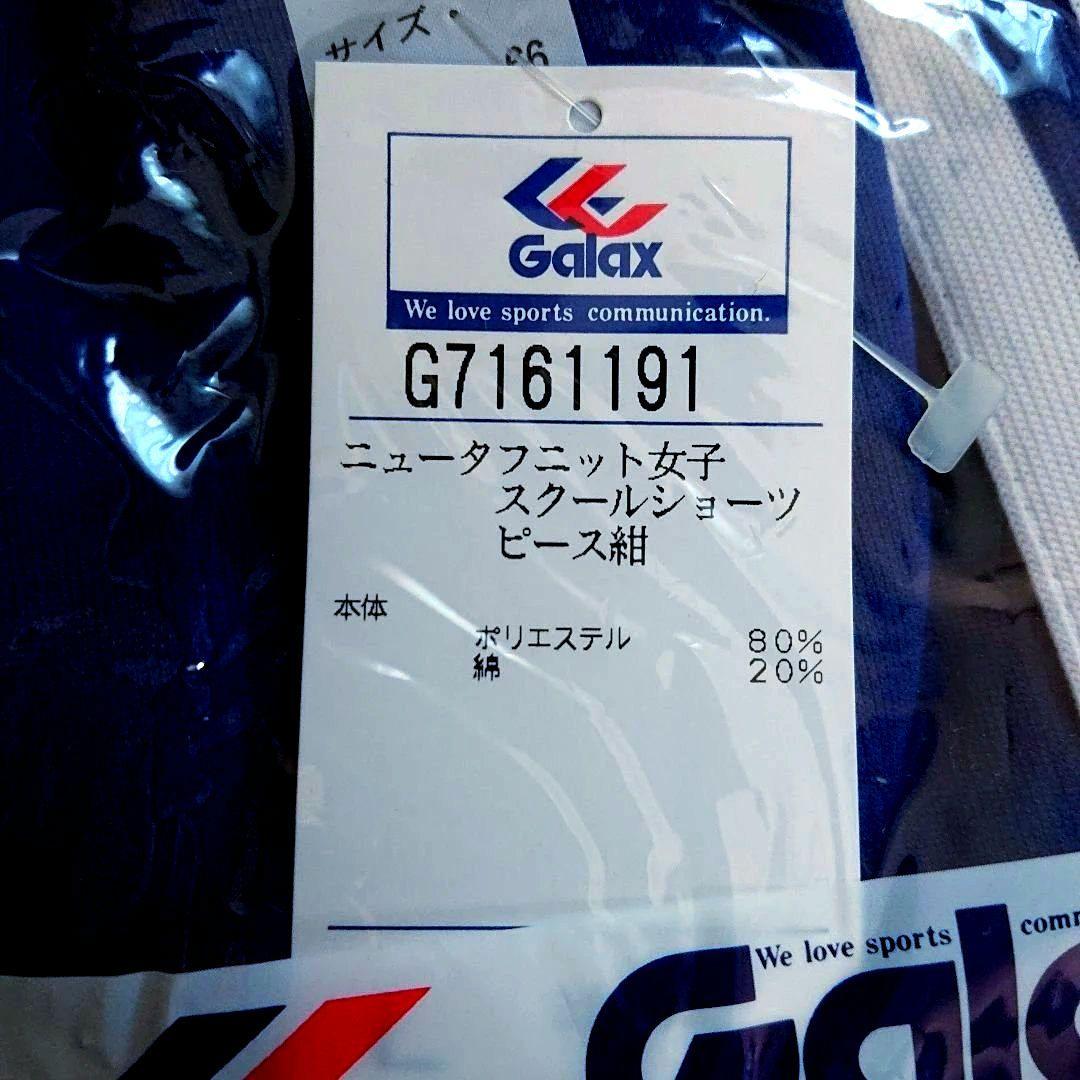 サイズ
66
Galax
We love sports communication.
G7161191
ニュータフニット女子
スクールショーツ
ピース紺
本体
ポリエステル 80%
綿 20%
We love sports
Gala